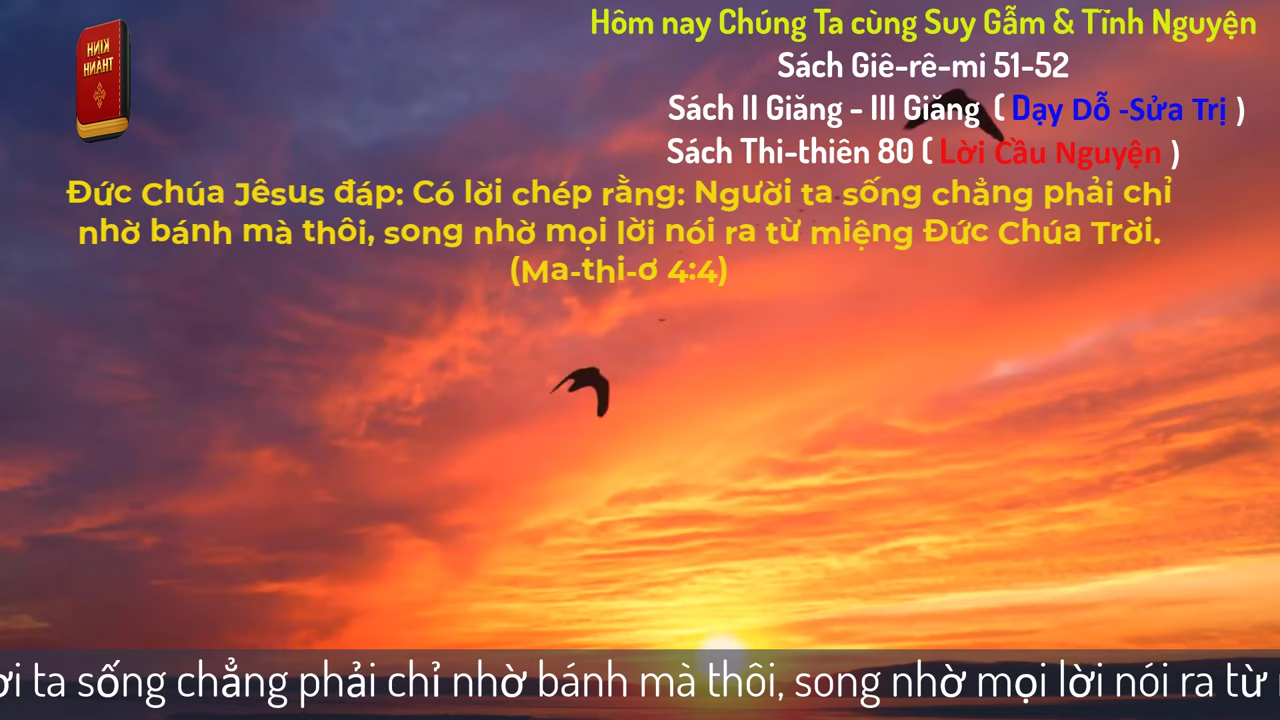 KINH
THÁNH
Hôm nay Chúng Ta cùng Suy Gẫm & Tĩnh Nguyện
Sách Giê-rê-mi 51-52
Sách II Giăng - III Giăng ( Dạy Dỗ -Sửa Trị )
Sách Thi-thiên 80 ( Lời Cầu Nguyện )
Đức Chúa Jêsus đáp: Có lời chép rằng: Người ta sống chẳng phải chỉ
nhờ bánh mà thôi, song nhờ mọi lời nói ra từ miệng Đức Chúa Trời.
(Ma-thi-ơ 4:4)
ời ta sống chẳng phải chỉ nhờ bánh mà thôi, song nhờ mọi lời nói ra từ